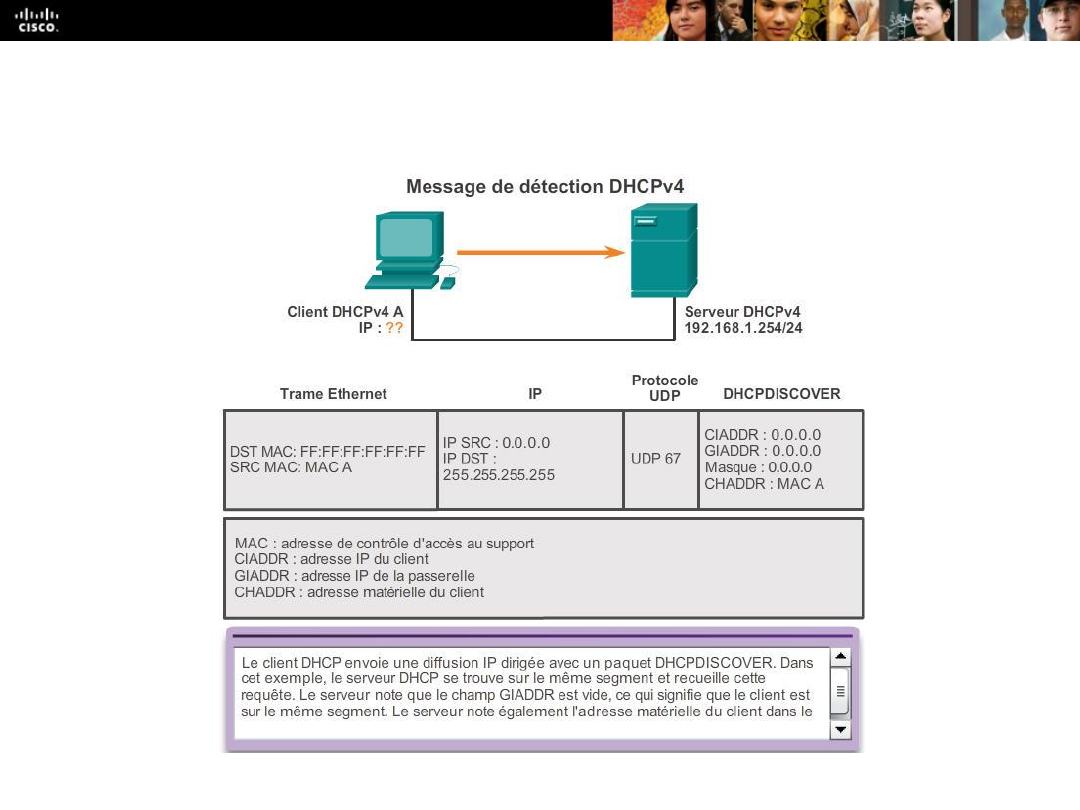 CISCO.
Message de détection DHCPv4
Client DHCPv4 A
IP : ??
Serveur DHCPv4
192.168.1.254/24
Trame Ethernet
IP
Protocole
UDP
DHCPDISCOVER
DST MAC: FF:FF:FF:FF:FF:FF
SRC MAC: MAC A
IP SRC : 0.0.0.0
IP DST :
255.255.255.255
UDP 67
CIADDR : 0.0.0.0
GIADDR : 0.0.0.0
Masque : 0.0.0.0
CHADDR : MAC A
MAC : adresse de contrôle d'accès au support
CIADDR : adresse IP du client
GIADDR : adresse IP de la passerelle
CHADDR : adresse matérielle du client
Le client DHCP envoie une diffusion IP dirigée avec un paquet DHCPDISCOVER. Dans
cet exemple, le serveur DHCP se trouve sur le même segment et recueille cette
requête. Le serveur note que le champ GIADDR est vide, ce qui signifie que le client est
sur le même segment. Le serveur note également l'adresse matérielle du client dans le